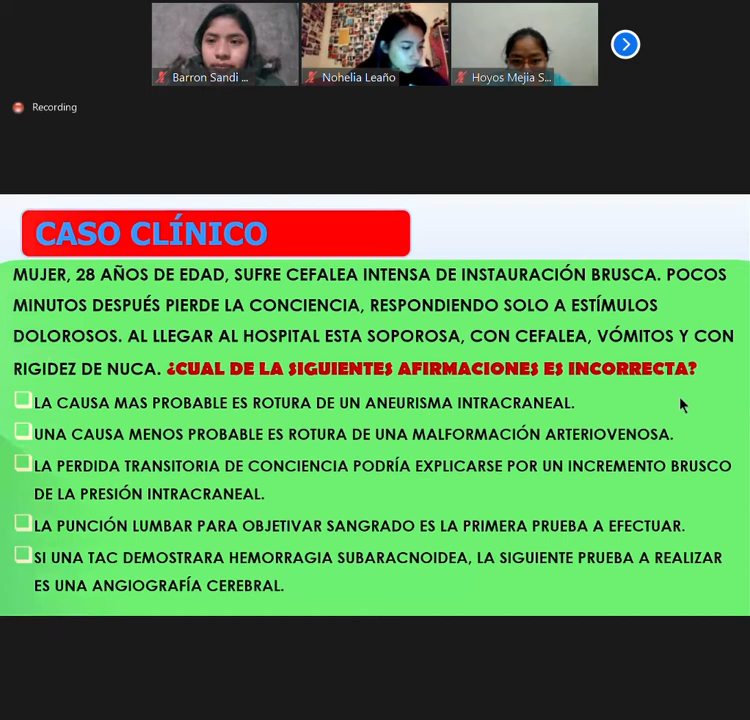 Barron Sandi ...
Nohelia Leaño
Hoyos Mejia S...
Recording
CASO CLÍNICO
MUJER, 28 AÑOS DE EDAD, SUFRE CEFALEA INTENSA DE INSTAURACIÓN BRUSCA. POCOS
MINUTOS DESPUÉS PIERDE LA CONCIENCIA, RESPONDIENDO SOLO A ESTÍMULOS
DOLOROSOS. AL LLEGAR AL HOSPITAL ESTA SOPOROSA, CON CEFALEA, VÓMITOS Y CON
RIGIDEZ DE NUCA. ¿CUAL DE LA SIGUIENTES AFIRMACIONES ES INCORRECTA?
LA CAUSA MAS PROBABLE ES ROTURA DE UN ANEURISMA INTRACRANEAL.
UNA CAUSA MENOS PROBABLE ES ROTURA DE UNA MALFORMACIÓN ARTERIOVENOSA.
LA PERDIDA TRANSITORIA DE CONCIENCIA PODRÍA EXPLICARSE POR UN INCREMENTO BRUSCO
DE LA PRESIÓN INTRACRANEAL.
LA PUNCIÓN LUMBAR PARA OBJETIVAR SANGRADO ES LA PRIMERA PRUEBA A EFECTUAR.
SI UNA TAC DEMOSTRARA HEMORRAGIA SUBARACNOIDEA, LA SIGUIENTE PRUEBA A REALIZAR
ES UNA ANGIOGRAFÍA CEREBRAL.